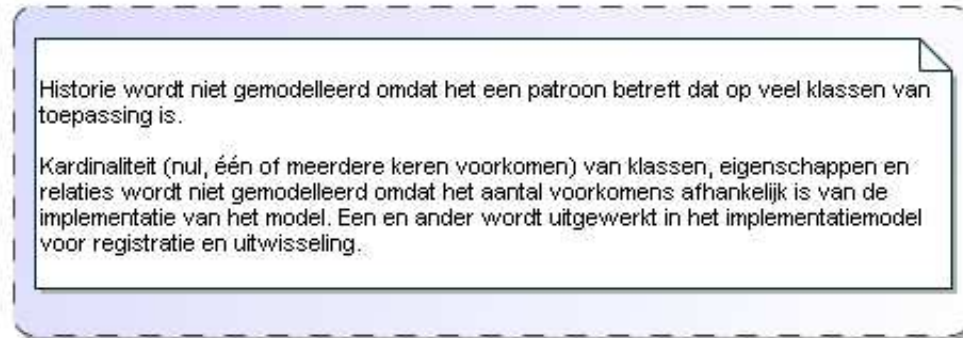 Historie wordt niet gemodelleerd omdat het een patroon betreft dat op veel klassen van
toepassing is.
Kardinaliteit (nul, één of meerdere keren voorkomen) van klassen, eigenschappen en
relaties wordt niet gemodelleerd omdat het aantal voorkomens afhankelijk is van de
implementatie van het model. Een en ander wordt uitgewerkt in het implementatiemodel
voor registratie en uitwisseling.